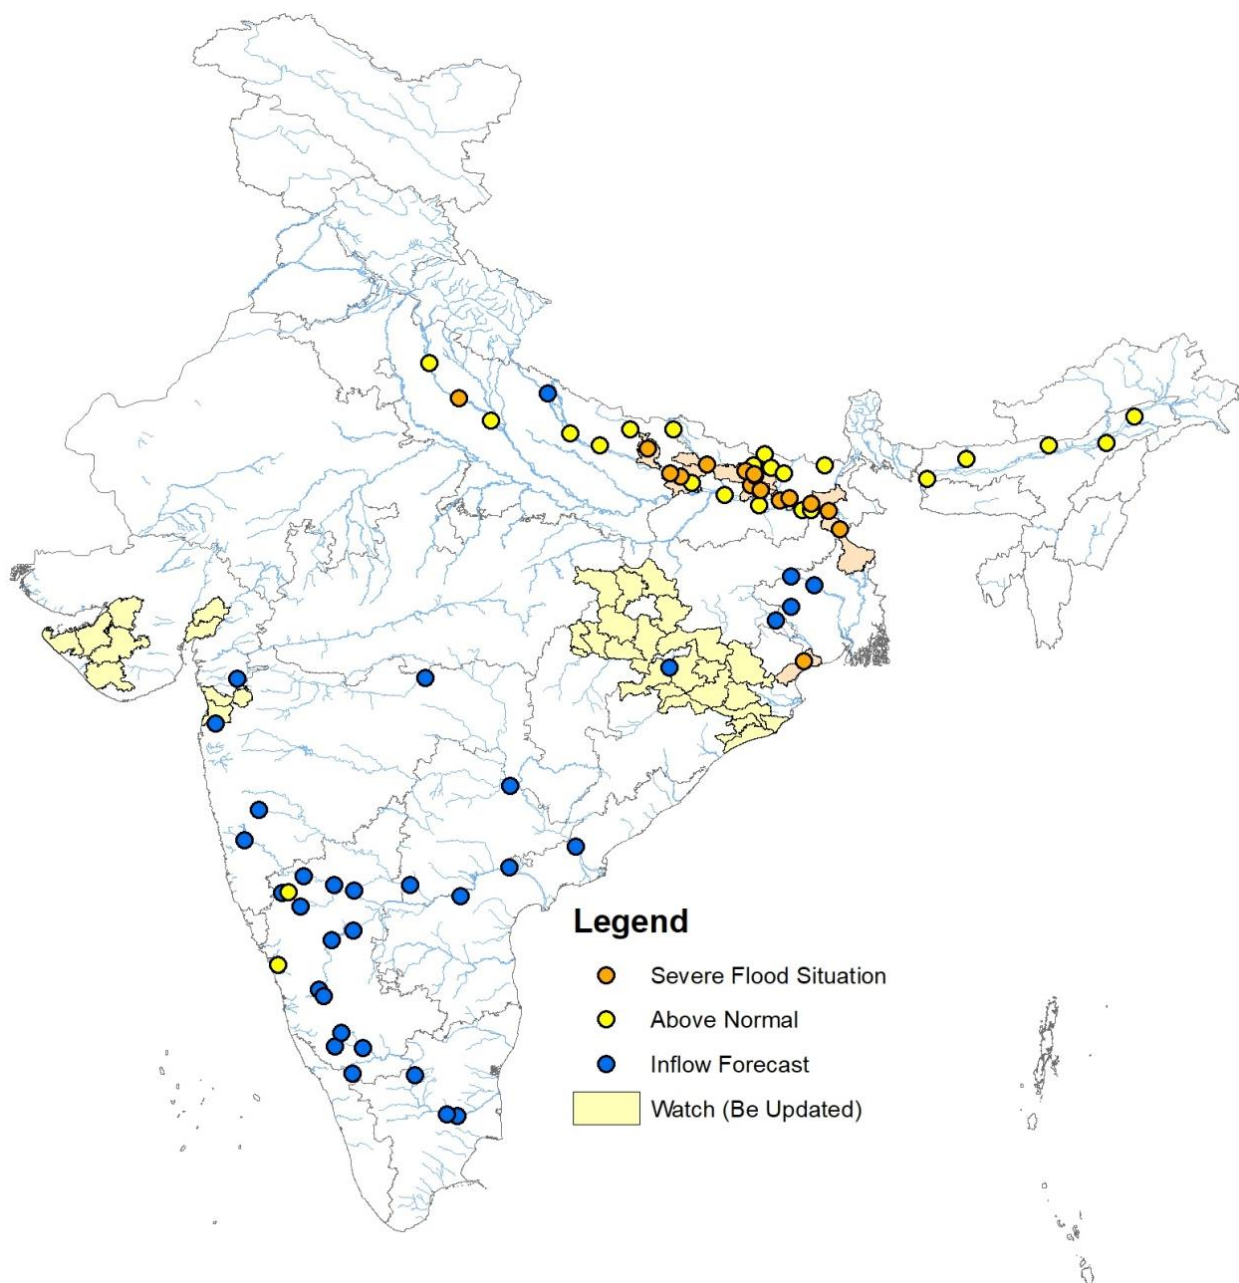 Legend
Severe Flood Situation
Above Normal
Inflow Forecast
Watch (Be Updated)